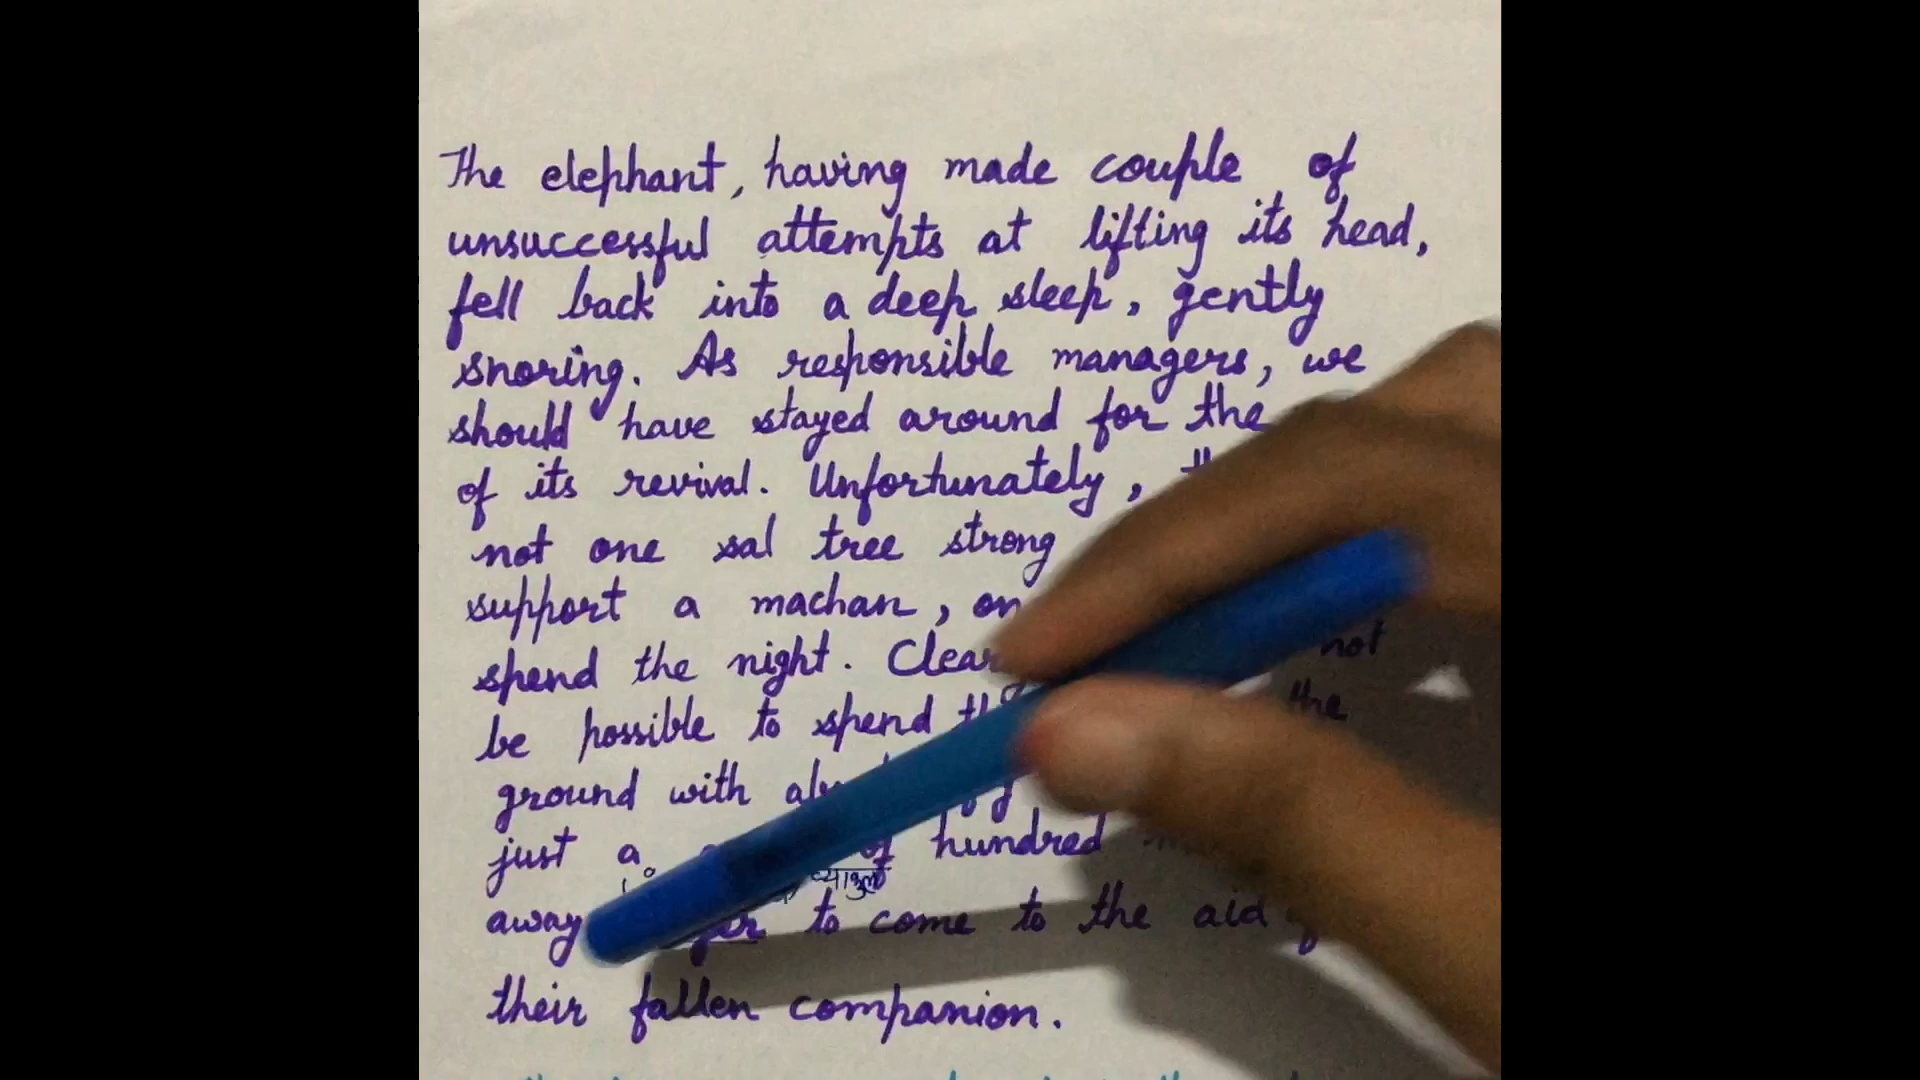 The elephant, having made couple of
unsuccessful attempts at lifting its head,
fell back into a deep sleep, gently
snoring. As responsible managers, we
should have stayed around for the
of its revival. Unfortunately,
not one sal tree strong
support a machan,
spend the night. not
be possible to spend the
ground with
just a of hundred
away to come to the aid
their fallen companion.